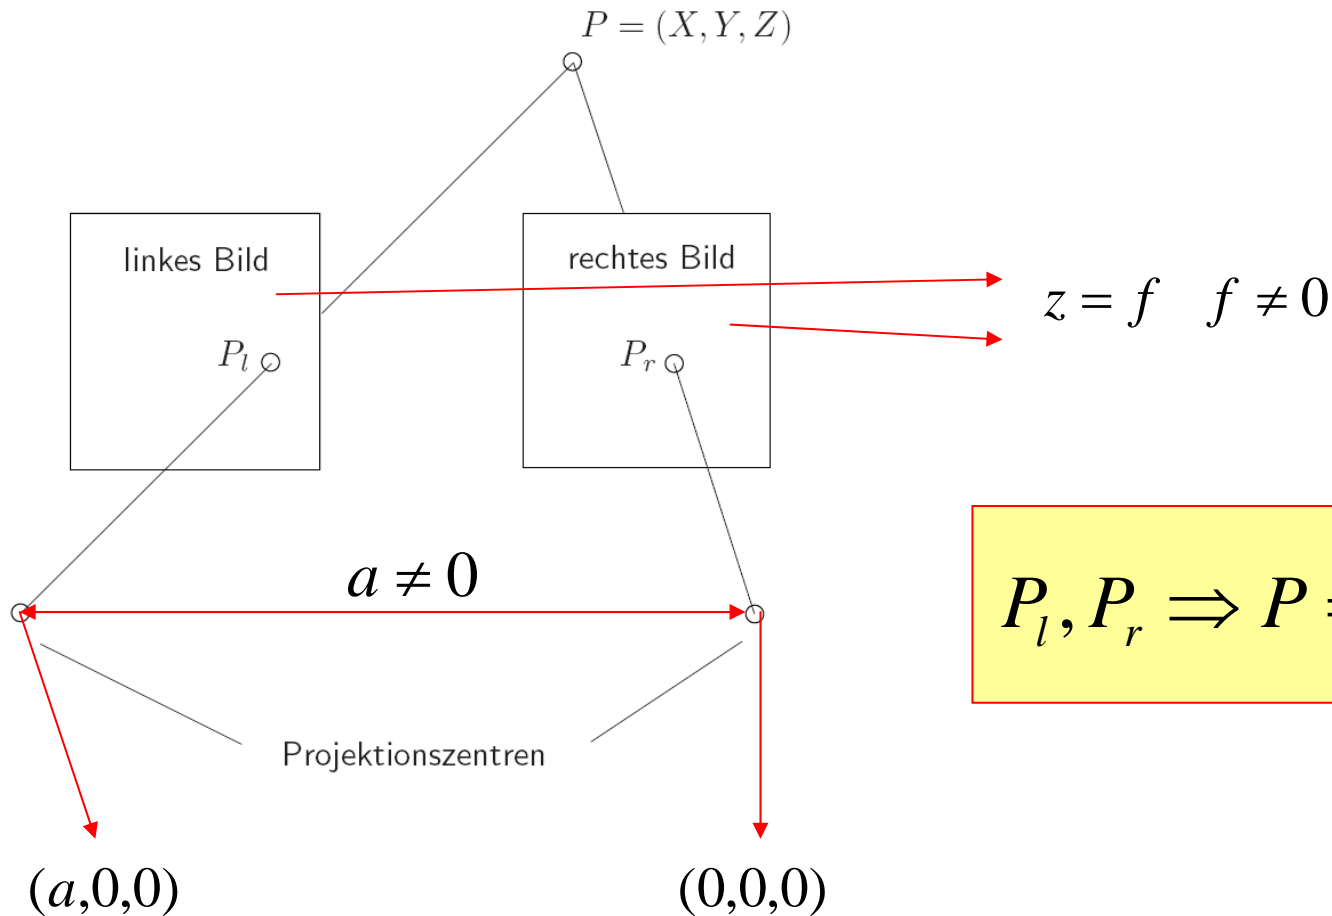 P = (X, Y, Z)
linkes Bild
rechtes Bild
z = f f ≠ 0
P_l
P_r
a ≠ 0
P_l, P_r ⇒ P =
Projektionszentren
(a,0,0)
(0,0,0)